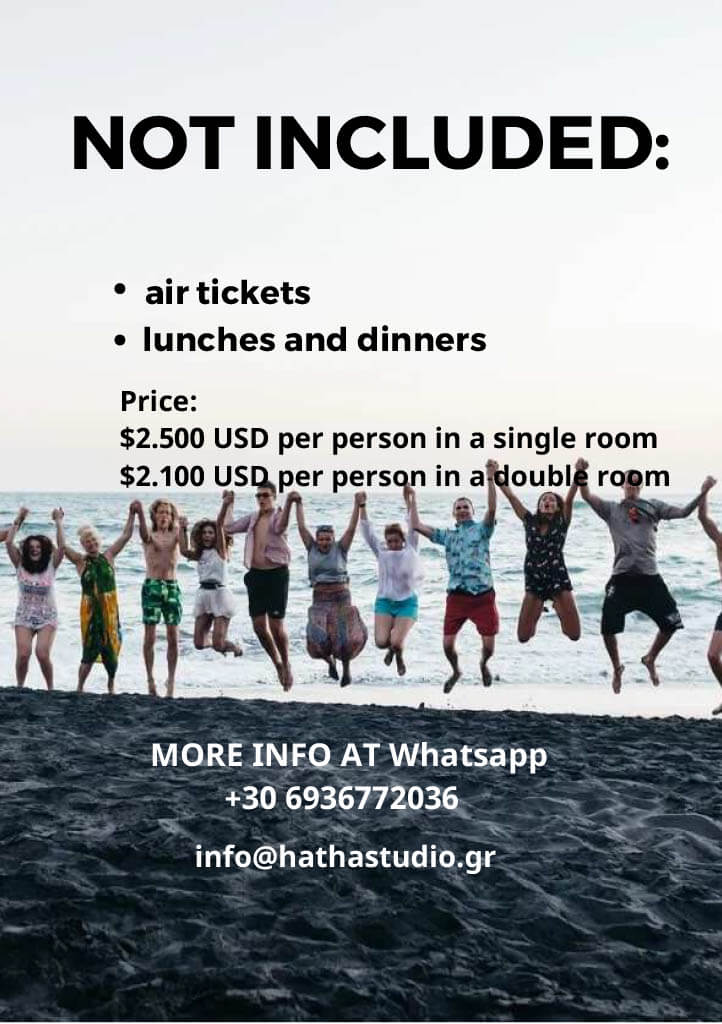 NOT INCLUDED:
• air tickets
• lunches and dinners
Price:
$2.500 USD per person in a single room
$2.100 USD per person in a double room
MORE INFO AT Whatsapp
+30 6936772036
info@hathastudio.gr